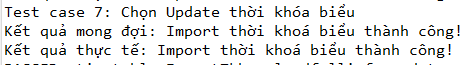 Test case 7: Chọn Update thời khóa biểu
Kết quả mong đợi: Import thời khoá biểu thành công!
Kết quả thực tế: Import thời khoá biểu thành công!